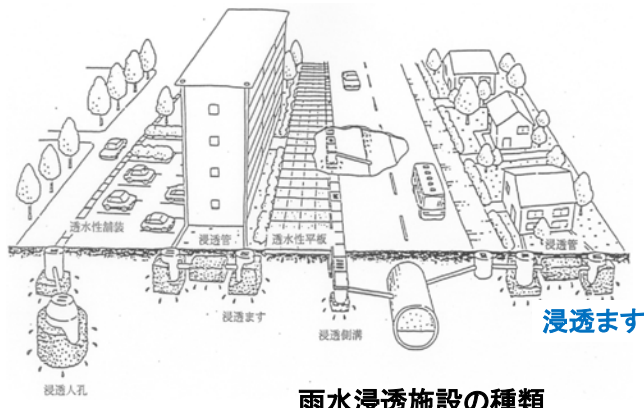 透水性舗装
浸透管
透水性平板
浸透管
浸透ます
浸透側溝
浸透ます
浸透人孔
雨水浸透施設の種類